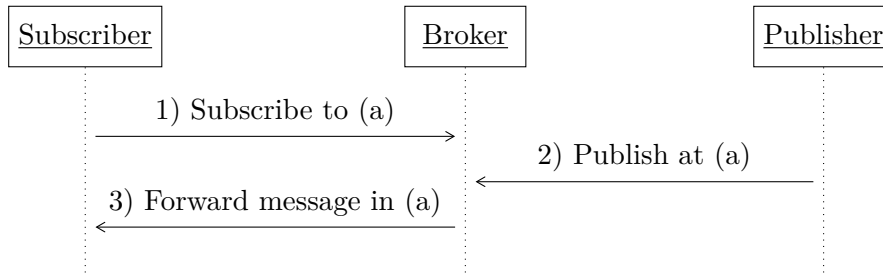 Subscriber
Broker
Publisher
1) Subscribe to (a)
2) Publish at (a)
3) Forward message in (a)